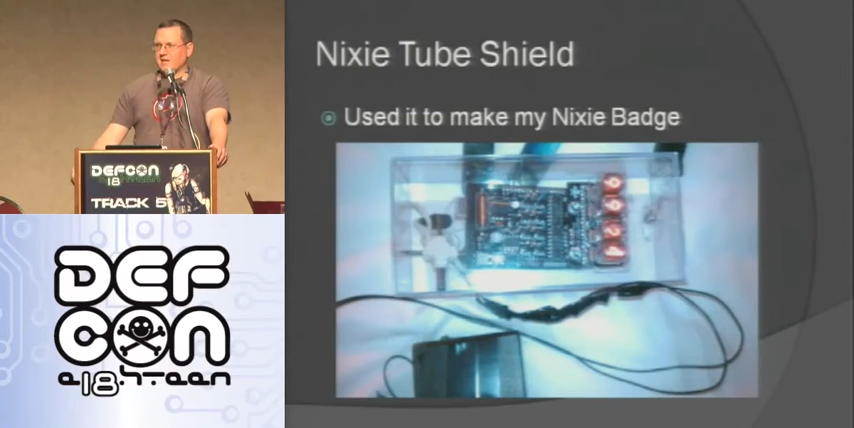 Nixie Tube Shield
Used it to make my Nixie Badge
DEFCON
18
TRACK 5
DEF
CON
e18hteen